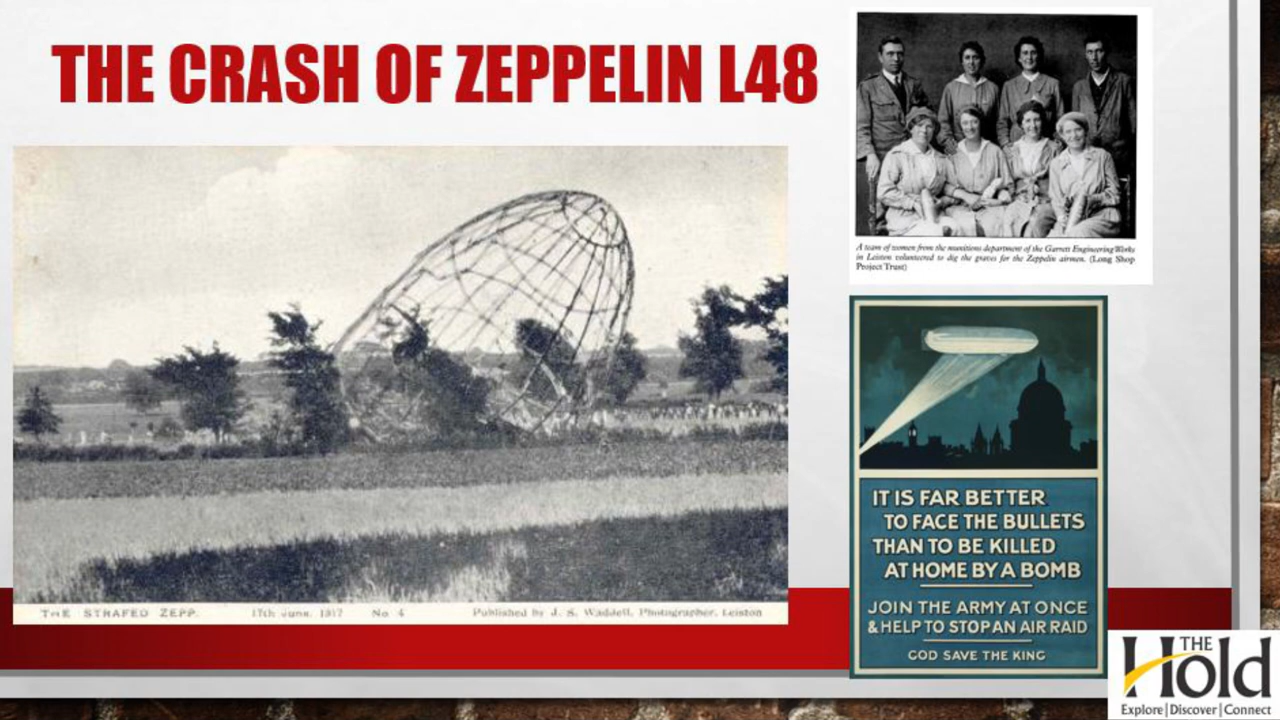 THE CRASH OF ZEPPELIN L48
A team of women from the munitions department of the Garrett Engineering Works
in Leiston volunteered to dig the graves for the Zeppelin airmen. (Long Shop
Project Trust)
IT IS FAR BETTER
TO FACE THE BULLETS
THAN TO BE KILLED
AT HOME BY A BOMB
JOIN THE ARMY AT ONCE
& HELP TO STOP AN AIR RAID
GOD SAVE THE KING
THE STRAFED ZEPP. 17th June, 1917 No 4 Published by J. S. Waddell, Photographer, Leiston
THE
Hold
Explore|Discover|Connect